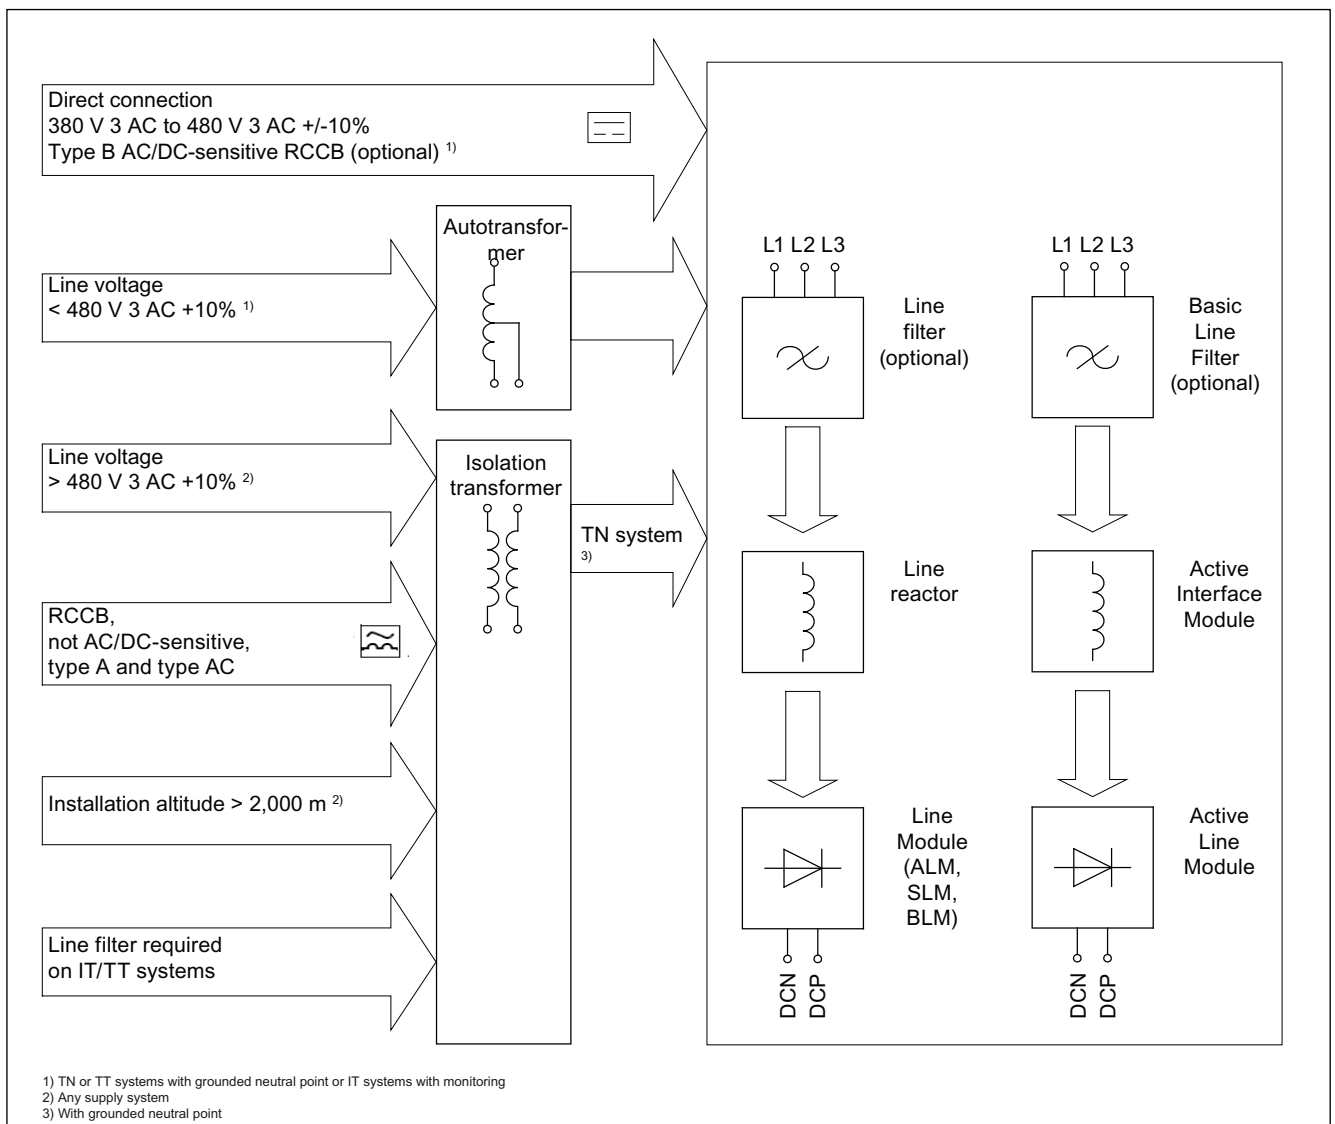 Direct connection
380 V 3 AC to 480 V 3 AC +/-10%
Type B AC/DC-sensitive RCCB (optional) 1)
Autotransfor-
mer
Line voltage
< 480 V 3 AC +10% 1)
Line voltage
> 480 V 3 AC +10% 2)
Isolation
transformer
TN system
3)
RCCB,
not AC/DC-sensitive,
type A and type AC
Installation altitude > 2,000 m 2)
Line filter required
on IT/TT systems
L1 L2 L3
Line
filter
(optional)
Line
reactor
Line
Module
(ALM,
SLM,
BLM)
DCN
DCP
L1 L2 L3
Basic
Line
Filter
(optional)
Active
Interface
Module
Active
Line
Module
DCN
DCP
1) TN or TT systems with grounded neutral point or IT systems with monitoring
2) Any supply system
3) With grounded neutral point